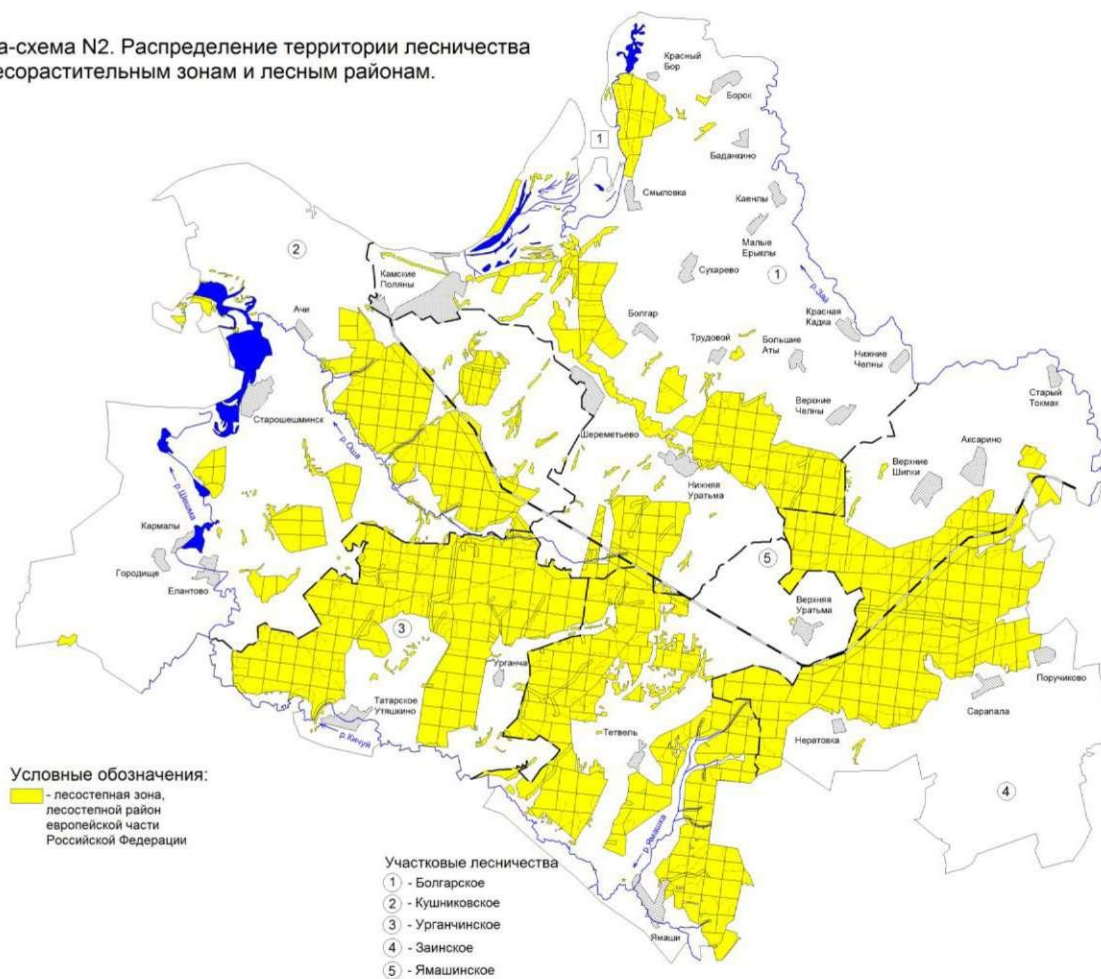 а-схема N2. Распределение территории лесничества
есорастительным зонам и лесным районам.
Красный
Бор
Борок
1
Баданкино
Смыловка
Каенлы
Малые
Ерыклы
2
Камские
Поляны
Сухарево
1
р.Зай
Ачи
Болгар
Трудовой
Большие
Аты
Красная
Кадка
Нижние
Челны
Старый
Токмак
Старошешминск
р.Оша
Шереметьево
Верхние
Челны
Аксарино
Верхние
Шипки
р.Шешма
Нижняя
Уратьма
Кармалы
Городище
Елантово
5
Верхняя
Уратьма
3
Урганча
Поручиково
Сарапала
Татарское
Утяшкино
р.Кичуй
Тетвель
Нератовка
4
р.Ямашка
Ямаши
Условные обозначения:
- лесостепная зона,
лесостепной район
европейской части
Российской Федерации
Участковые лесничества
1 - Болгарское
2 - Кушниковское
3 - Урганчинское
4 - Заинское
5 - Ямашинское